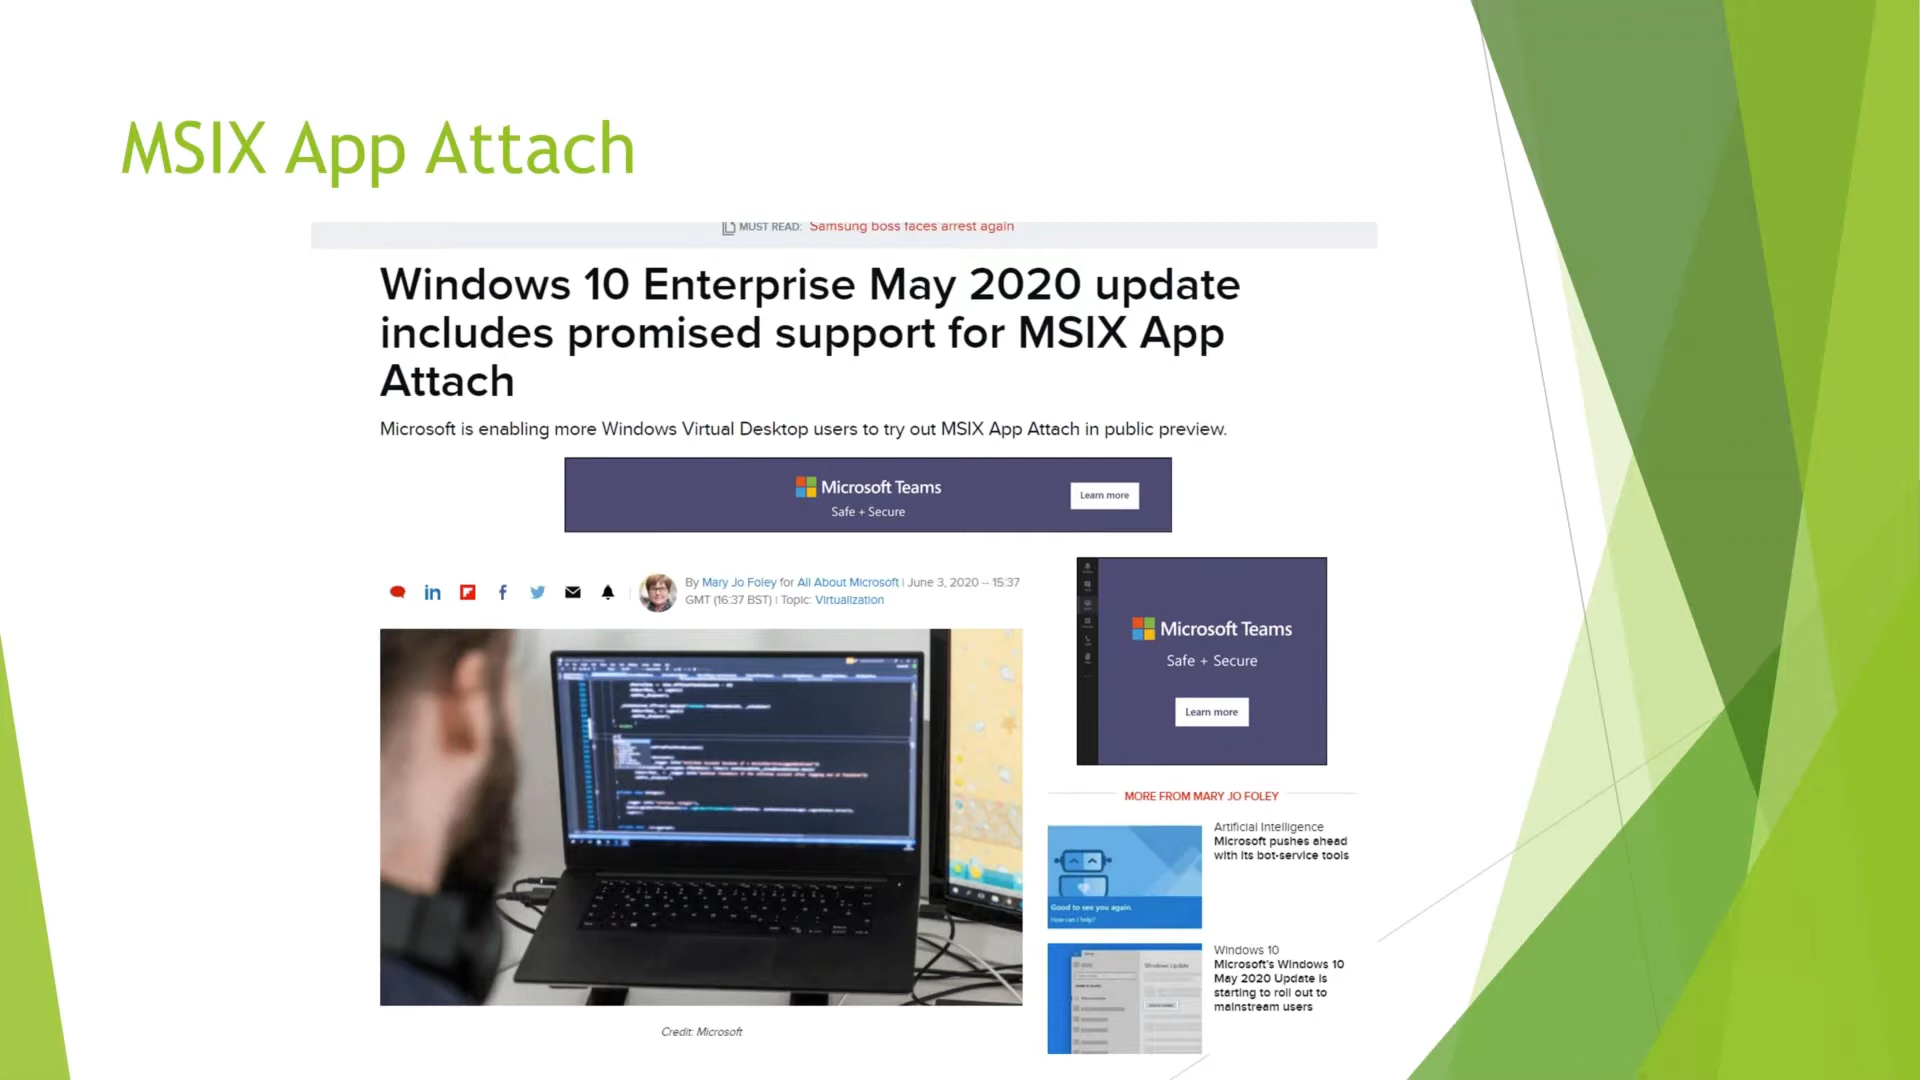 MSIX App Attach
MUST READ: Samsung boss faces arrest again
Windows 10 Enterprise May 2020 update
includes promised support for MSIX App
Attach
Microsoft is enabling more Windows Virtual Desktop users to try out MSIX App Attach in public preview.
Microsoft Teams
Safe + Secure
Learn more
By Mary Jo Foley for All About Microsoft | June 3, 2020 -- 15:37
GMT (16:37 BST) | Topic: Virtualization
Microsoft Teams
Safe + Secure
Learn more
MORE FROM MARY JO FOLEY
Artificial Intelligence
Microsoft pushes ahead
with its bot-service tools
Good to see you again.
How can I help?
Windows 10
Microsoft's Windows 10
May 2020 Update is
starting to roll out to
mainstream users
Windows Update
Credit: Microsoft